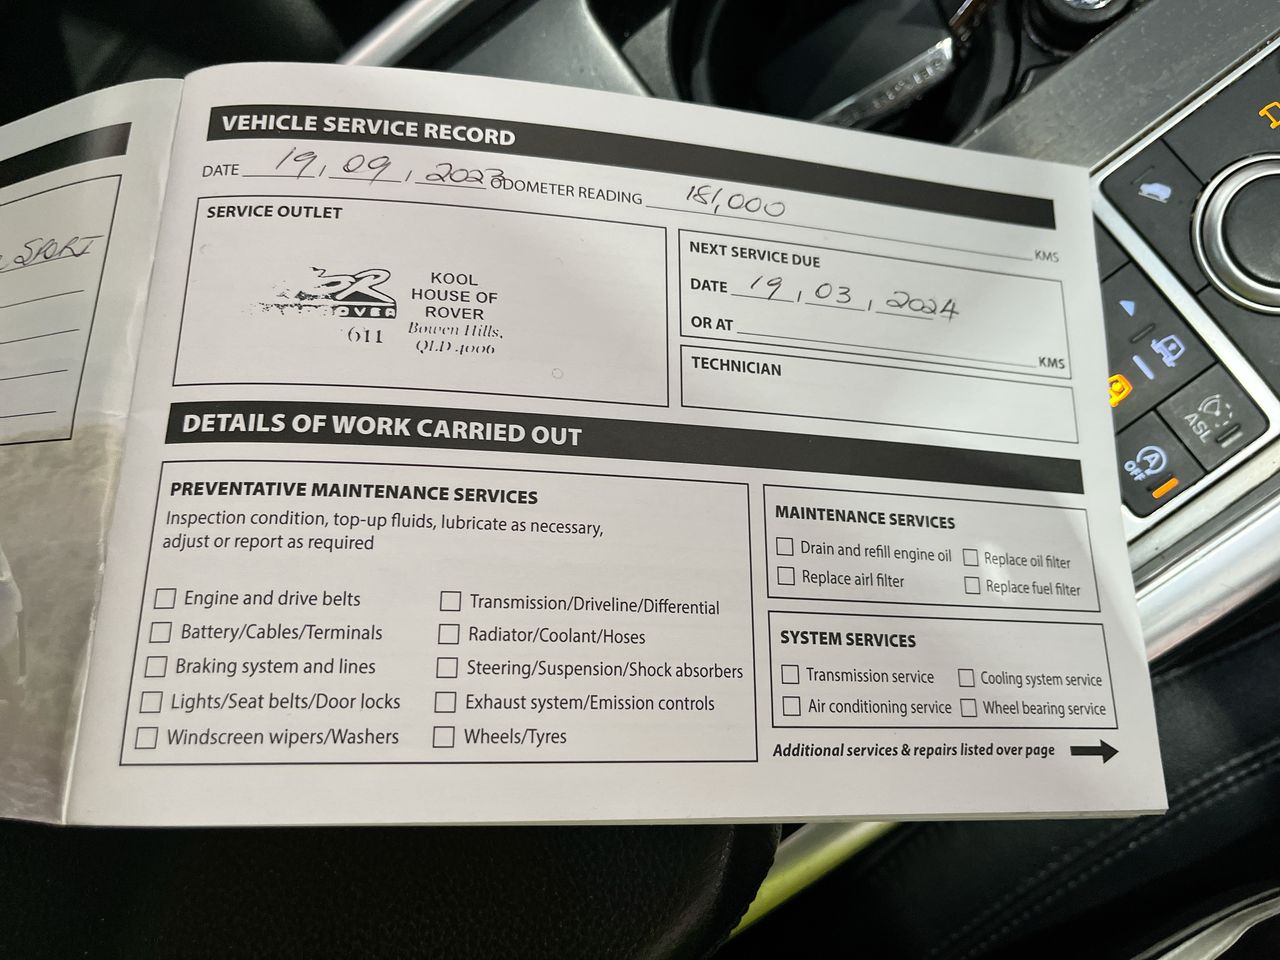 SPORT
VEHICLE SERVICE RECORD
DATE 19, 09, 2023 ODOMETER READING 181,000 KMS
SERVICE OUTLET
OVER
611
KOOL
HOUSE OF
ROVER
Bowen Hills,
QLD 4006
NEXT SERVICE DUE
DATE 19, 03, 2024
OR AT KMS
TECHNICIAN
DETAILS OF WORK CARRIED OUT
PREVENTATIVE MAINTENANCE SERVICES
Inspection condition, top-up fluids, lubricate as necessary,
adjust or report as required
Engine and drive belts
Battery/Cables/Terminals
Braking system and lines
Lights/Seat belts/Door locks
Windscreen wipers/Washers
Transmission/Driveline/Differential
Radiator/Coolant/Hoses
Steering/Suspension/Shock absorbers
Exhaust system/Emission controls
Wheels/Tyres
MAINTENANCE SERVICES
Drain and refill engine oil Replace oil filter
Replace airl filter Replace fuel filter
SYSTEM SERVICES
Transmission service Cooling system service
Air conditioning service Wheel bearing service
Additional services & repairs listed over page
ASL
A
OFF